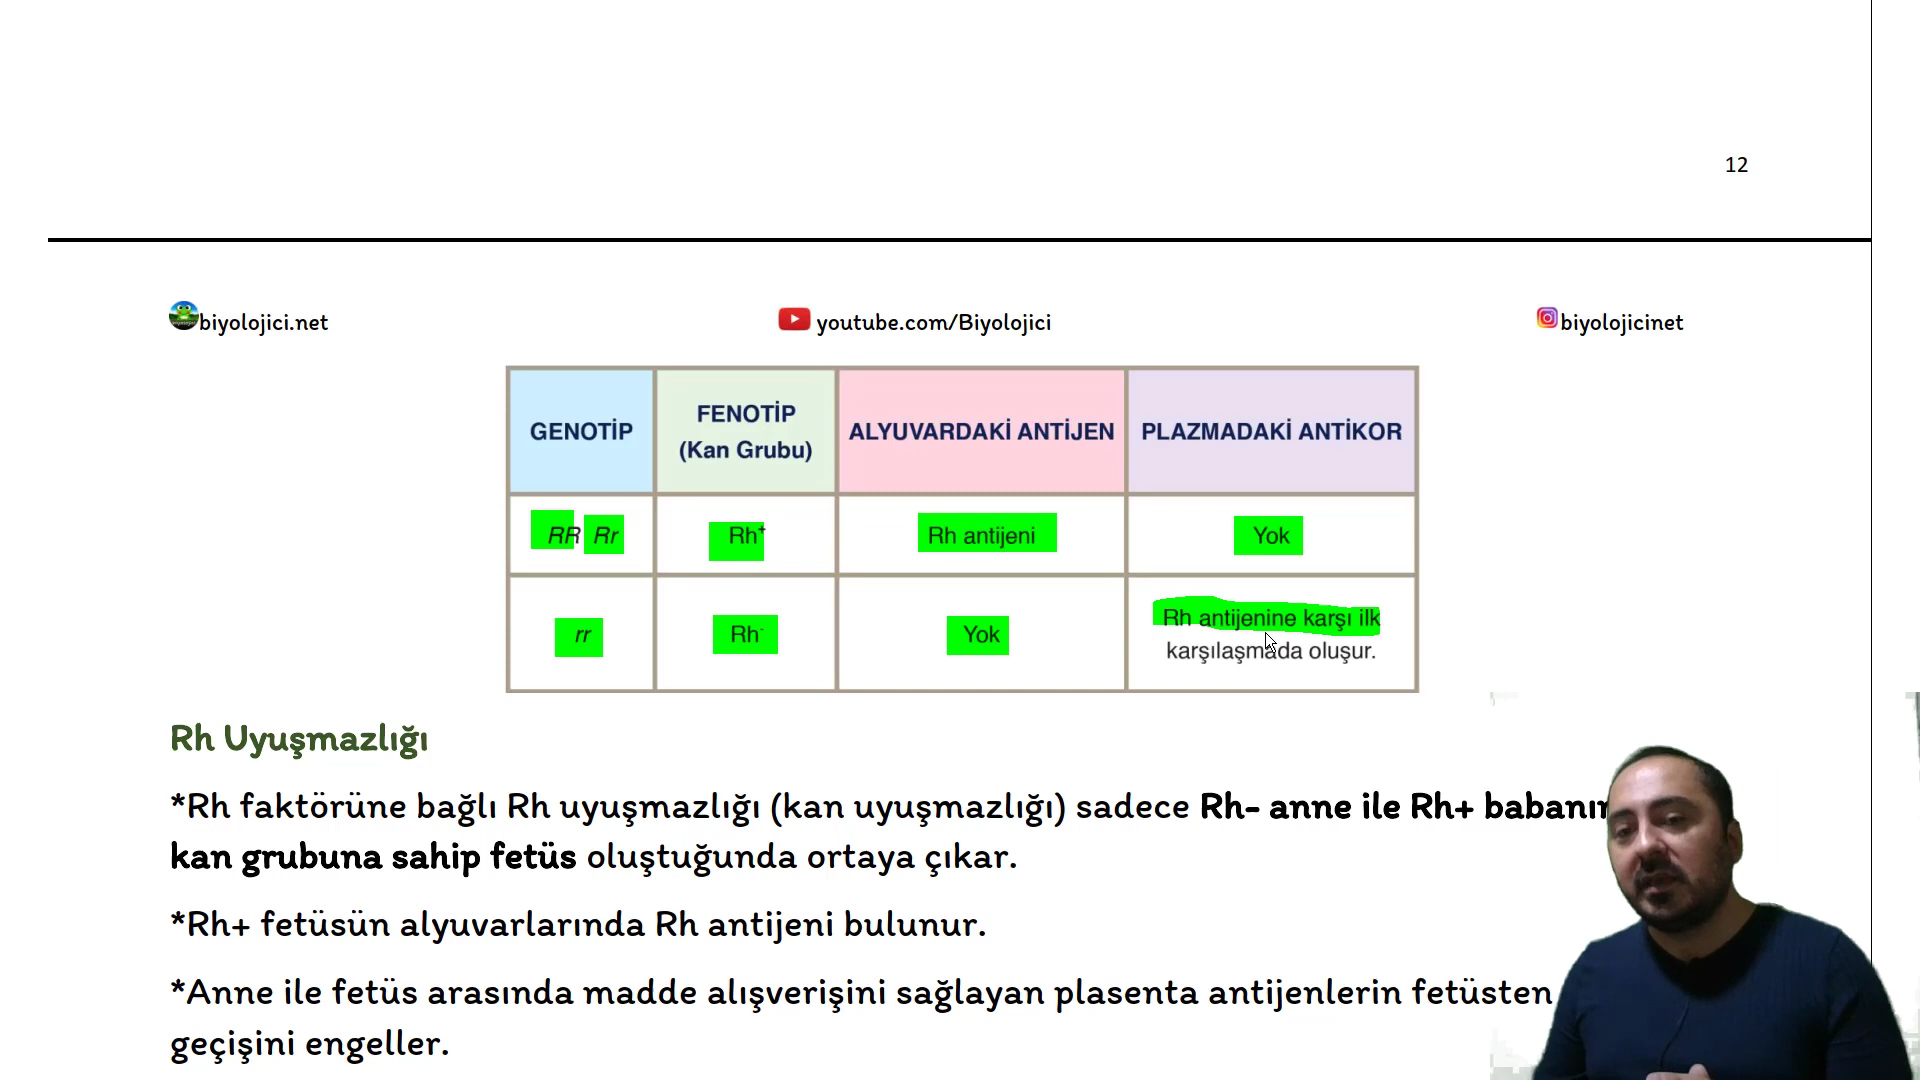 12
biyolojici.net
youtube.com/Biyolojici
biyolojicinet
GENOTİP
FENOTİP
(Kan Grubu)
ALYUVARDAKİ ANTİJEN
PLAZMADAKİ ANTİKOR
RR Rr
Rh+
Rh antijeni
Yok
rr
Rh-
Yok
Rh antijenine karşı ilk
karşılaşmada oluşur.
Rh Uyuşmazlığı
*Rh faktörüne bağlı Rh uyuşmazlığı (kan uyuşmazlığı) sadece Rh- anne ile Rh+
kan grubuna sahip fetüs oluştuğunda ortaya çıkar.
*Rh+ fetüsün alyuvarlarında Rh antijeni bulunur.
*Anne ile fetüs arasında madde alışverişini sağlayan plasenta antijenlerin fetüsten
geçişini engeller.